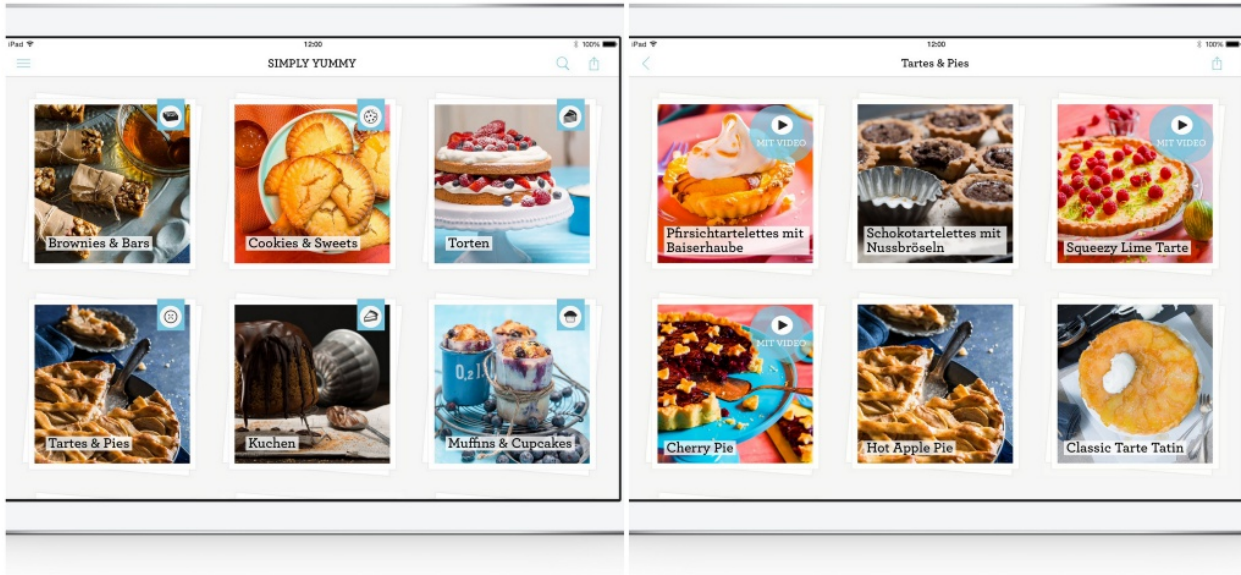 iPad 12:00 100%
SIMPLY YUMMY
Brownies & Bars
Cookies & Sweets
Torten
Tartes & Pies
Kuchen
0,2 l
Muffins & Cupcakes
iPad 12:00 100%
Tartes & Pies
MIT VIDEO
Pfirsichtartelettes mit
Baiserhaube
Schokotartelettes mit
Nussbröseln
MIT VIDEO
Squeezy Lime Tarte
MIT VIDEO
Cherry Pie
Hot Apple Pie
Classic Tarte Tatin